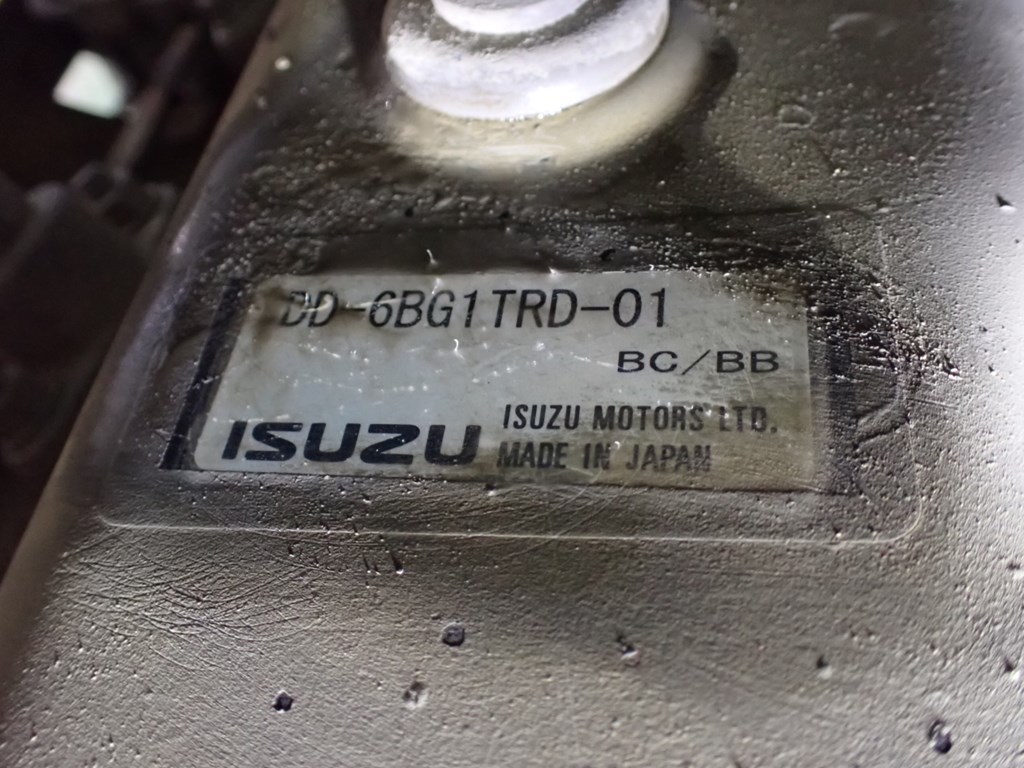 DD-6BG1TRD-01
BC/BB
ISUZU
ISUZU MOTORS LTD.
MADE IN JAPAN